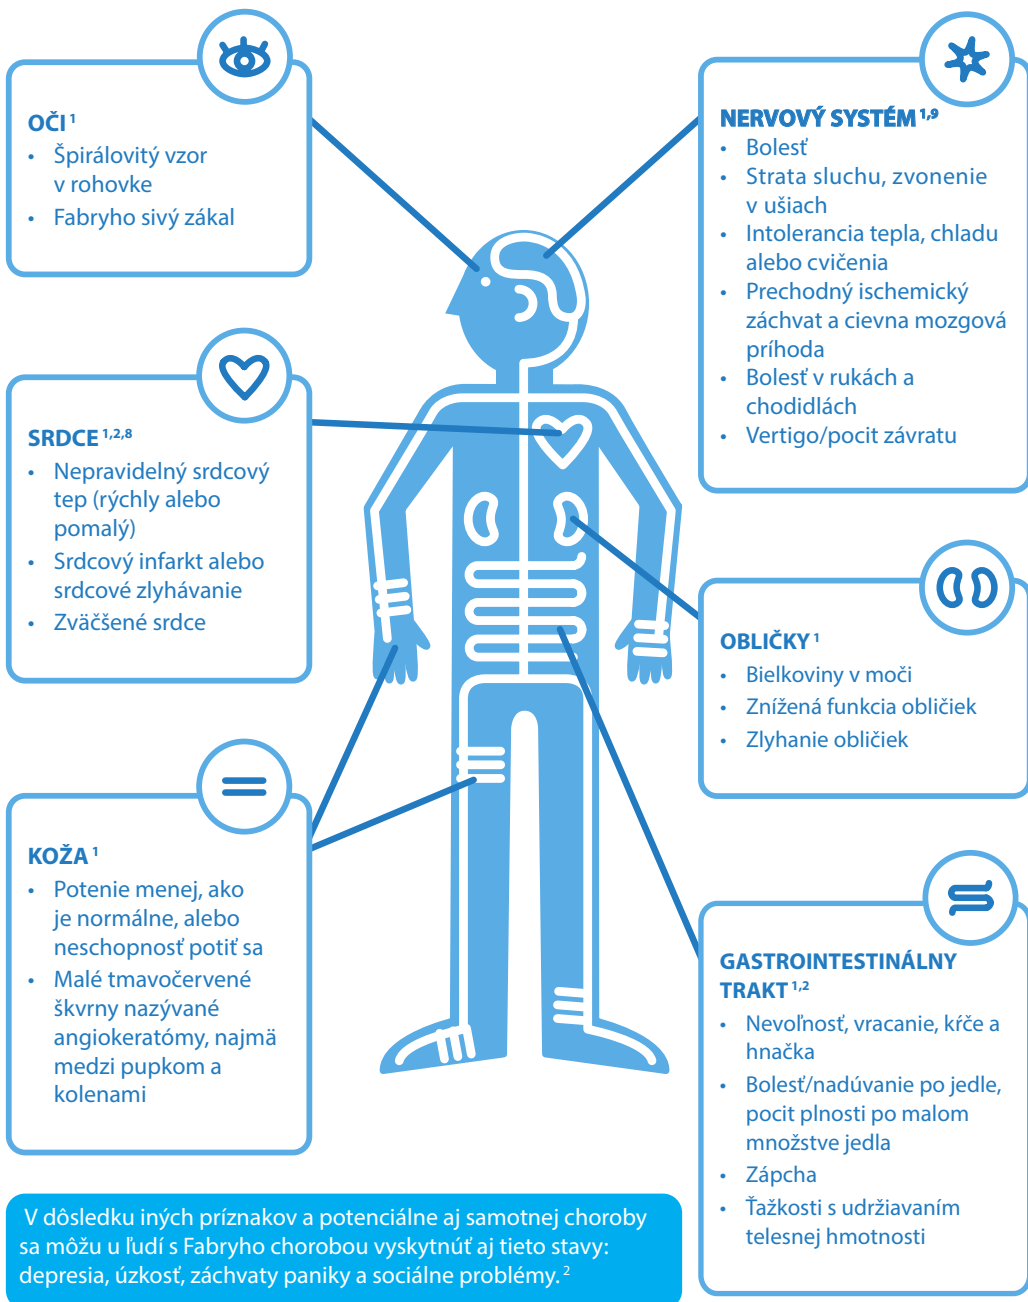 OČI 1
• Špirálovitý vzor
v rohovke
• Fabryho sivý zákal
SRDCE 1,2,8
• Nepravidelný srdcový
tep (rýchly alebo
pomalý)
• Srdcový infarkt alebo
srdcové zlyhávanie
• Zväčšené srdce
KOŽA 1
• Potenie menej, ako
je normálne, alebo
neschopnosť potiť sa
• Malé tmavočervené
škvrny nazývané
angiokeratómy, najmä
medzi pupkom a
kolenami
NERVOVÝ SYSTÉM 1,9
• Bolesť
• Strata sluchu, zvonenie
v ušiach
• Intolerancia tepla, chladu
alebo cvičenia
• Prechodný ischemický
záchvat a cievna mozgová
príhoda
• Bolesť v rukách a
chodidlách
• Vertigo/pocit závratu
OBLIČKY 1
• Bielkoviny v moči
• Znížená funkcia obličiek
• Zlyhanie obličiek
GASTROINTESTINÁLNY
TRAKT 1,2
• Nevoľnosť, vracanie, kŕče a
hnačka
• Bolesť/nadúvanie po jedle,
pocit plnosti po malom
množstve jedla
• Zápcha
• Ťažkosti s udržiavaním
telesnej hmotnosti
V dôsledku iných príznakov a potenciálne aj samotnej choroby
sa môžu u ľudí s Fabryho chorobou vyskytnúť aj tieto stavy:
depresia, úzkosť, záchvaty paniky a sociálne problémy. 2